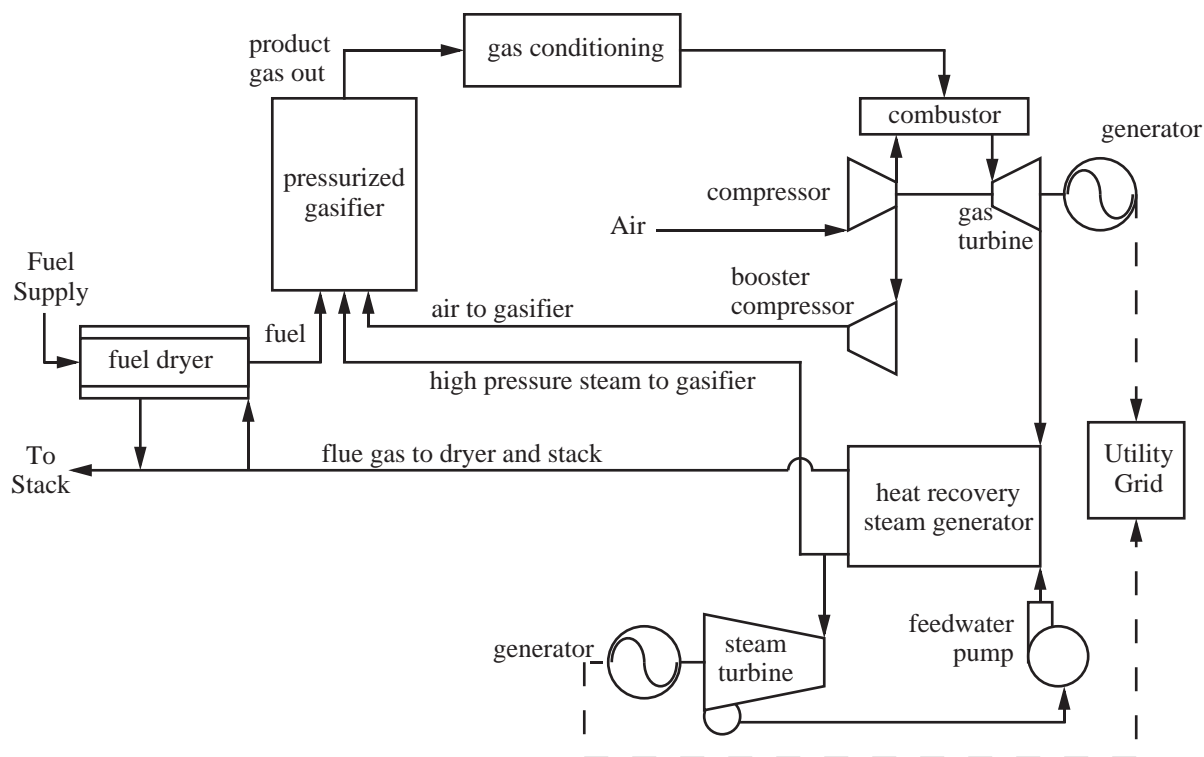 product
gas out
gas conditioning
combustor
generator
pressurized
gasifier
compressor
gas
turbine
Air
Fuel
Supply
booster
compressor
air to gasifier
fuel
fuel dryer
high pressure steam to gasifier
To
Stack
flue gas to dryer and stack
heat recovery
steam generator
Utility
Grid
generator
steam
turbine
feedwater
pump